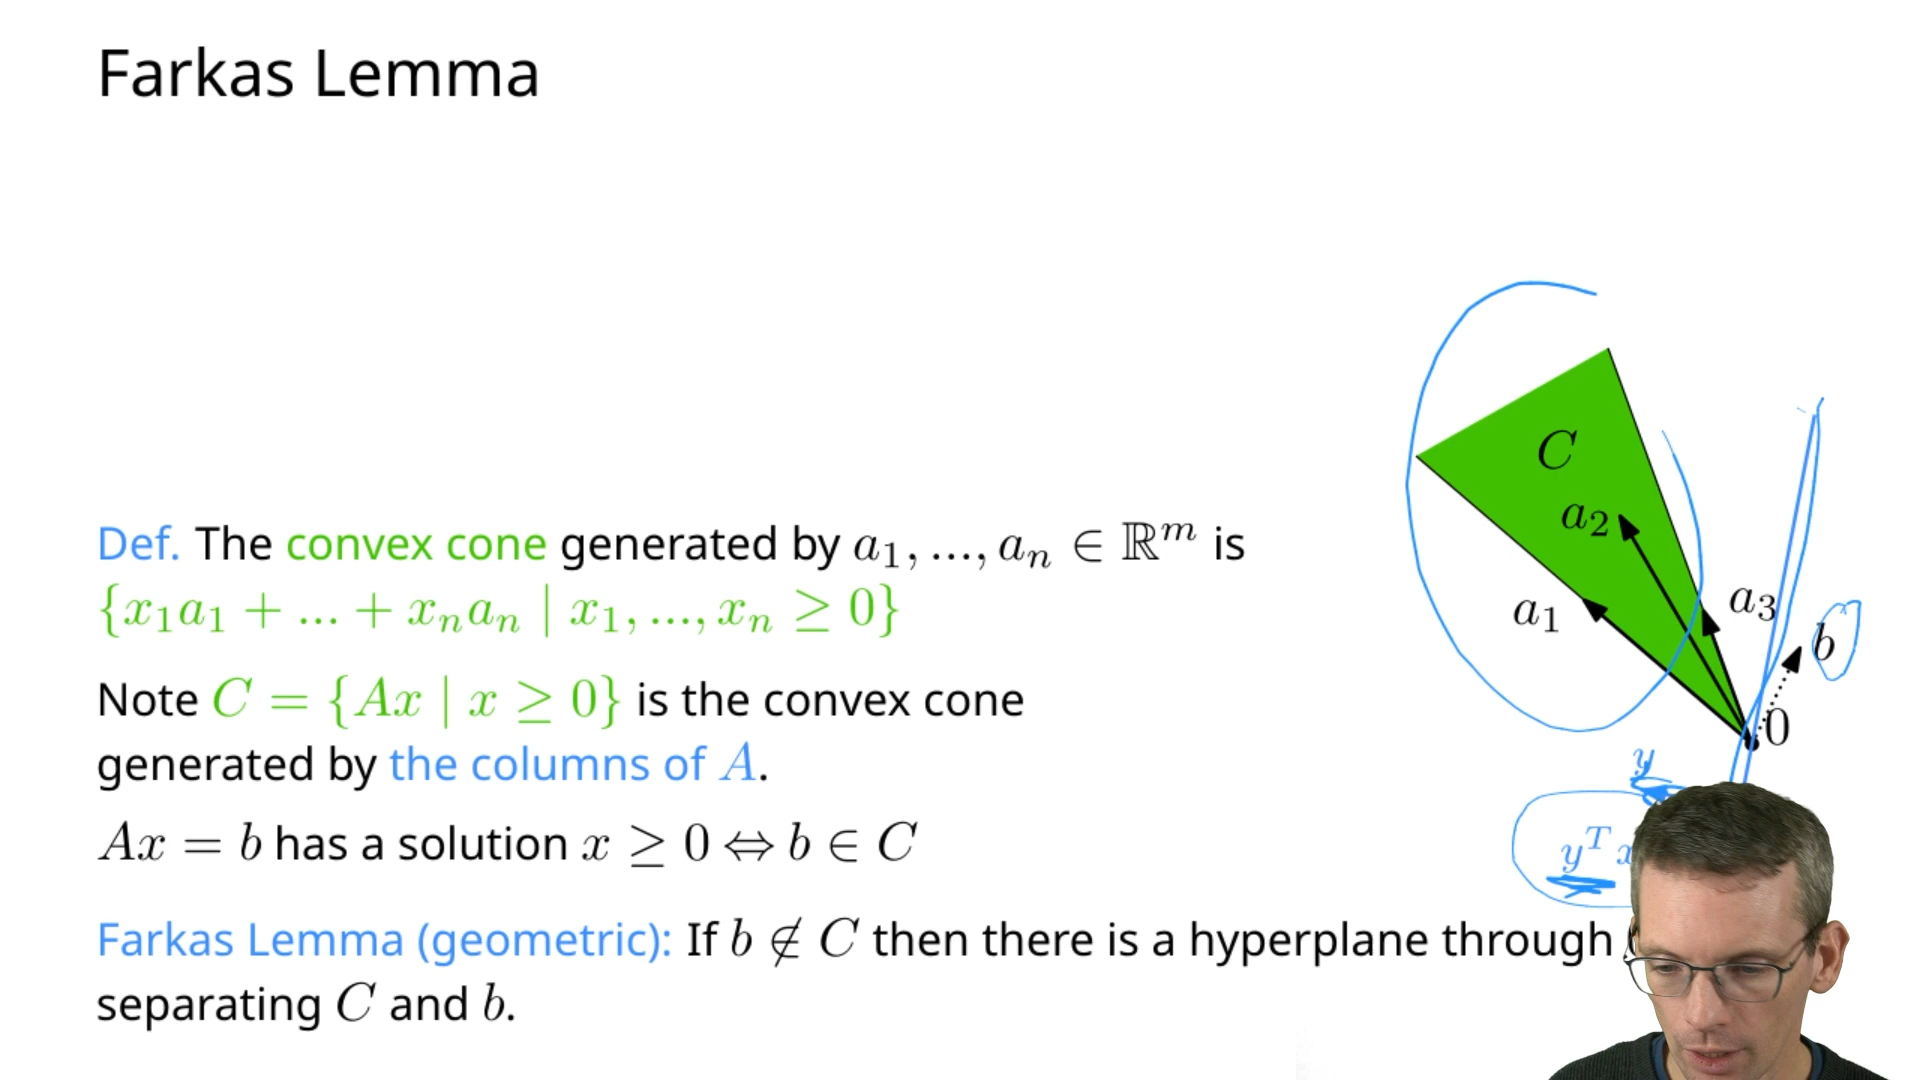 Farkas Lemma
C
a₂
a₁
a₃
b
0
Def. The convex cone generated by a₁, ..., aₙ ∈ ℝᵐ is
{x₁a₁ + ... + xₙaₙ | x₁, ..., xₙ ≥ 0}
Note C = {Ax | x ≥ 0} is the convex cone
generated by the columns of A.
Ax = b has a solution x ≥ 0 ⇔ b ∈ C
y
yᵀ
Farkas Lemma (geometric): If b ∉ C then there is a hyperplane through
separating C and b.